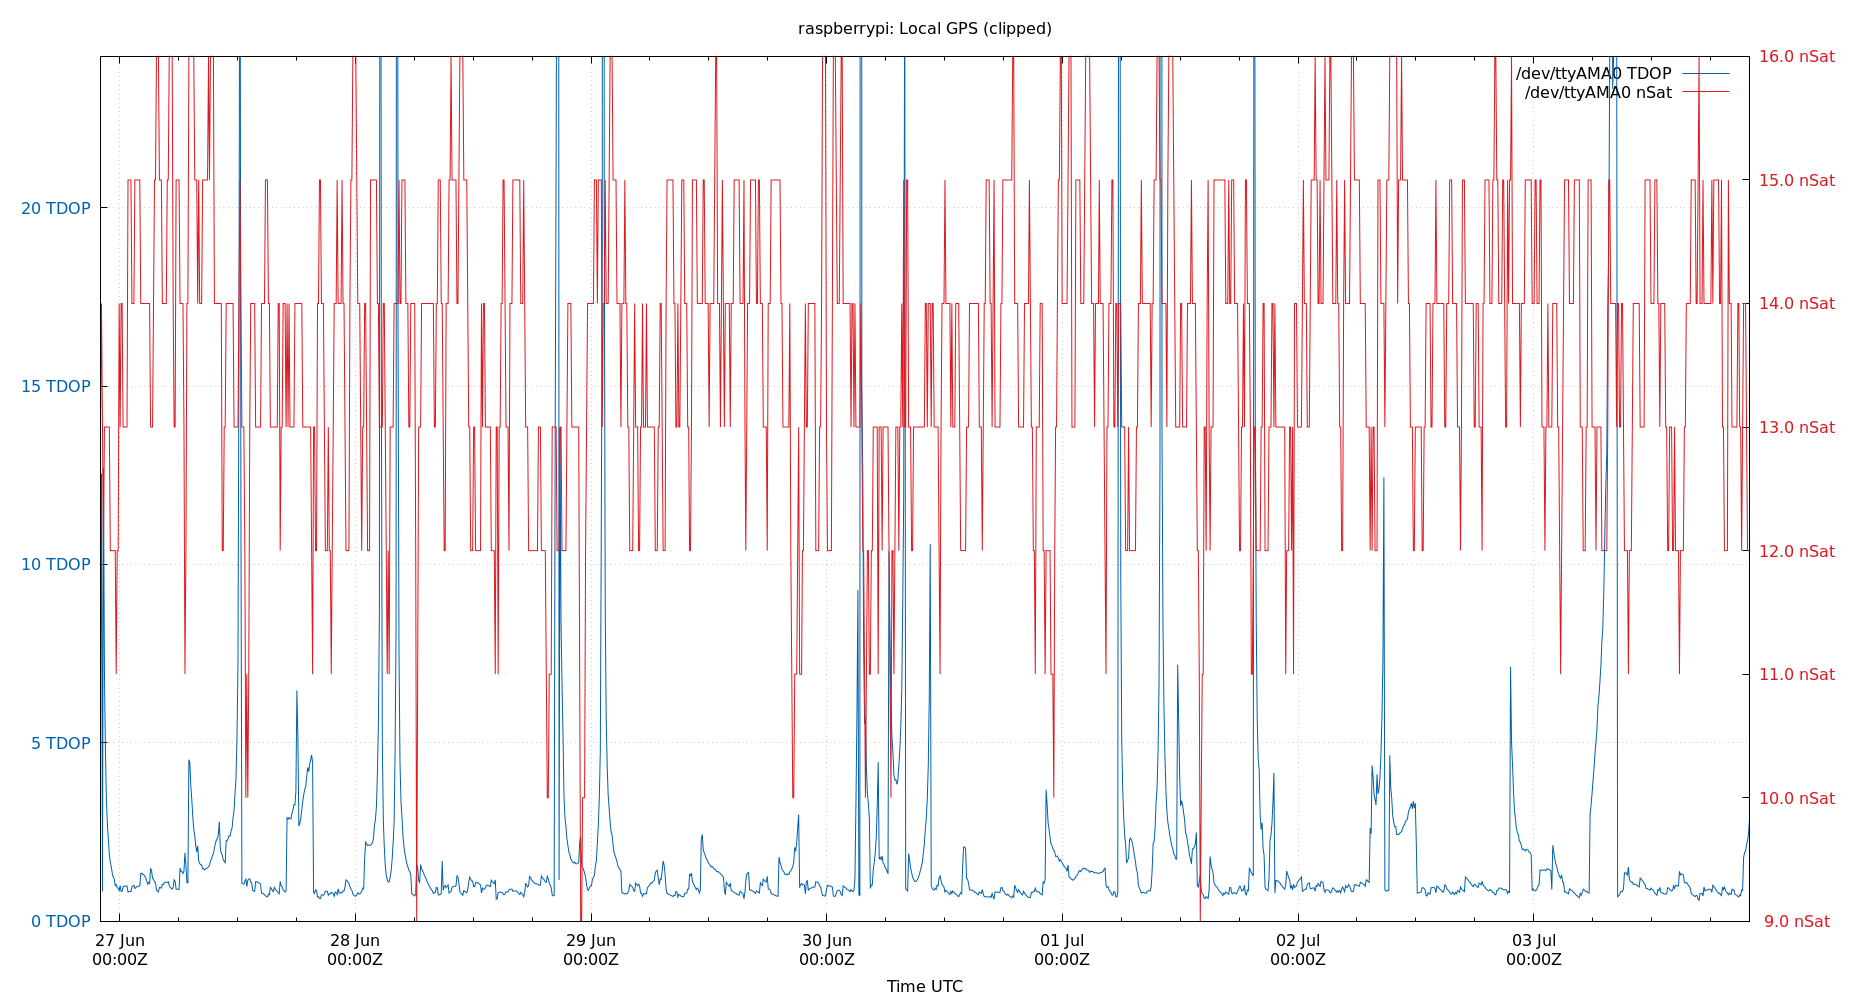 raspberrypi: Local GPS (clipped)
16.0 nSat
/dev/ttyAMA0 TDOP
/dev/ttyAMA0 nSat
15.0 nSat
20 TDOP
14.0 nSat
15 TDOP
13.0 nSat
12.0 nSat
10 TDOP
11.0 nSat
5 TDOP
10.0 nSat
0 TDOP
9.0 nSat
27 Jun 28 Jun 29 Jun 30 Jun 01 Jul 02 Jul 03 Jul
00:00Z 00:00Z 00:00Z 00:00Z 00:00Z 00:00Z 00:00Z
Time UTC